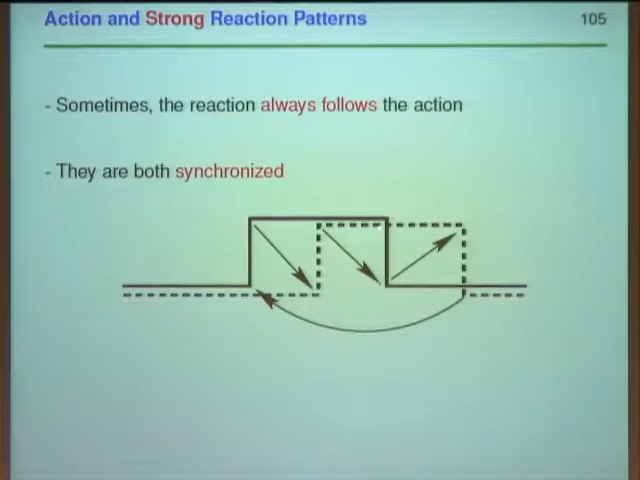 Action and Strong Reaction Patterns
105
- Sometimes, the reaction always follows the action
- They are both synchronized